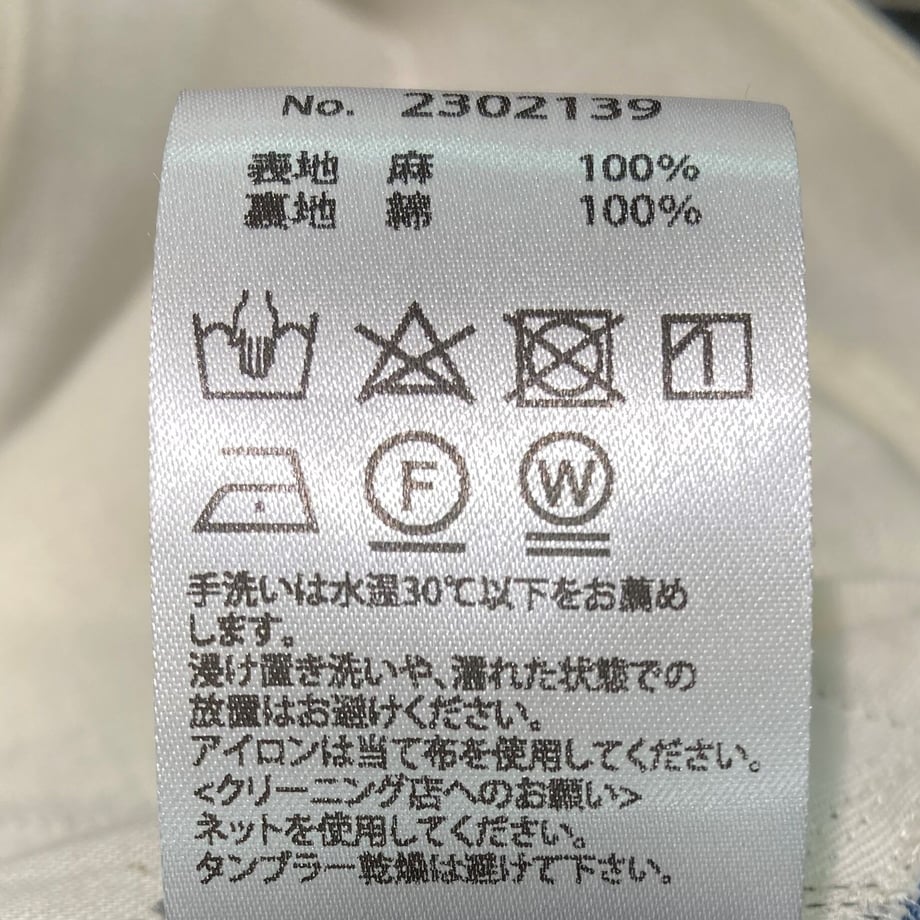 No. 2302139
表地 麻 100%
裏地 綿 100%
F W
手洗いは水温30℃以下をお薦め
します。
浸け置き洗いや、濡れた状態での
放置はお避けください。
アイロンは当て布を使用してください。
<クリーニング店へのお願い>
ネットを使用してください。
タンブラー乾燥は避けて下さい。